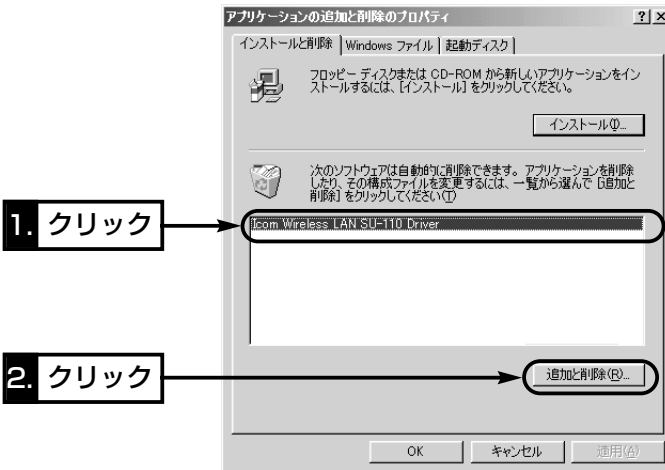 アプリケーションの追加と削除のプロパティ
インストールと削除 Windows ファイル 起動ディスク
フロッピー ディスクまたは CD-ROM から新しいアプリケーションをイン
ストールするには、[インストール] をクリックしてください。
インストール(I)...
次のソフトウェアは自動的に削除できます。アプリケーションを削除
したり、その構成ファイルを変更するには、一覧から選んで [追加と
削除] をクリックしてください(T)
1. クリック
Icom Wireless LAN SU-110 Driver
2. クリック
追加と削除(R)...
OK キャンセル 適用(A)